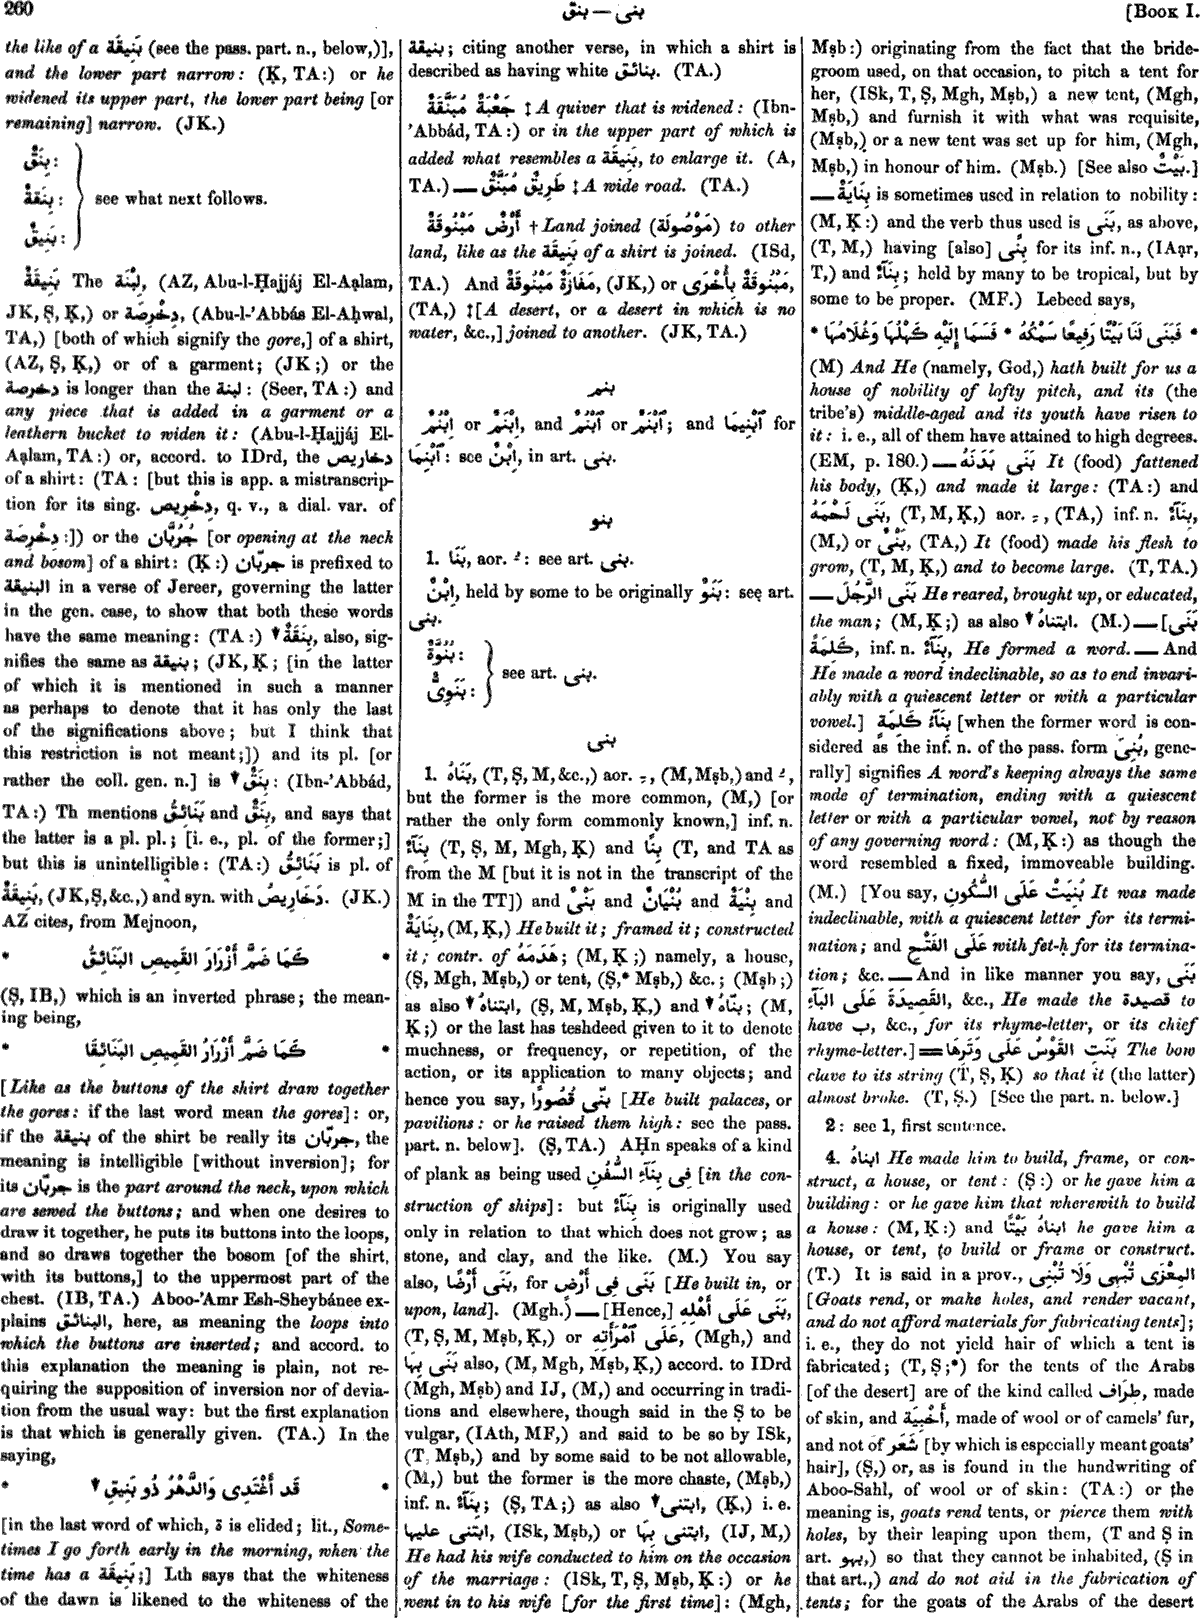 260
بنق — بنى
[BOOK I.
the like of a بَنِيقَة (see the pass. part. n., below,)],
and the lower part narrow: (Ḳ, TA:) or he
widened its upper part, the lower part being [or
remaining] narrow. (JK.)
بِنَقٌ:
بِنَقَةٌ:
بَنِيقٌ:
see what next follows.
بَنِيقَةٌ The لِبْنَة, (AZ, Abu-l-Ḥajjáj El-Aạlam,
JK, Ṣ, Ḳ,) or دِخْرِصَة, (Abu-l-'Abbás El-Aḥwal,
TA,) [both of which signify the gore,] of a shirt,
(AZ, Ṣ, Ḳ,) or of a garment; (JK;) or the
دخرصة is longer than the لبنة: (Seer, TA:) and
any piece that is added in a garment or a
leathern bucket to widen it: (Abu-l-Ḥajjáj El-
Aạlam, TA:) or, accord. to IDrd, the دخاريص
of a shirt: (TA: [but this is app. a mistranscrip-
tion for its sing. دِخْرِيص, q. v., a dial. var. of
دِخْرِصَة:]) or the جُرُبَّان [or opening at the neck
and bosom] of a shirt: (Ḳ:) جربّان is prefixed to
البنيقة in a verse of Jereer, governing the latter
in the gen. case, to show that both these words
have the same meaning: (TA:) بَنَقَةٌ, also, sig-
nifies the same as بنيقة; (JK, Ḳ; [in the latter
of which it is mentioned in such a manner
as perhaps to denote that it has only the last
of the significations above; but I think that
this restriction is not meant;]) and its pl. [or
rather the coll. gen. n.] is بِنَقٌ: (Ibn-'Abbád,
TA:) Th mentions بَنَائِقُ and بِنَقٌ, and says that
the latter is a pl. pl.; [i. e., pl. of the former;]
but this is unintelligible: (TA:) بَنَائِقُ is pl. of
بَنِيقَةٌ, (JK, Ṣ, &c.,) and syn. with دَخَارِيصُ. (JK.)
AZ cites, from Mejnoon,
* كَمَا ضَمَّ أَزْرَارَ القَمِيصِ البَنَائِقُ *
(Ṣ, IB,) which is an inverted phrase; the mean-
ing being,
* كَمَا ضَمَّ أَزْرَارُ القَمِيصِ البَنَائِقَا *
[Like as the buttons of the shirt draw together
the gores: if the last word mean the gores]: or,
if the بنيقة of the shirt be really its جربّان, the
meaning is intelligible [without inversion]; for
its جربّان is the part around the neck, upon which
are sewed the buttons; and when one desires to
draw it together, he puts its buttons into the loops,
and so draws together the bosom [of the shirt,
with its buttons,] to the uppermost part of the
chest. (IB, TA.) Aboo-'Amr Esh-Sheybánee ex-
plains البنائق, here, as meaning the loops into
which the buttons are inserted; and accord. to
this explanation the meaning is plain, not re-
quiring the supposition of inversion nor of devia-
tion from the usual way: but the first explanation
is that which is generally given. (TA.) In the
saying,
* قَد أَغْتَدِى وَالدَّهْرُ ذُو بَنِيقِ *
[in the last word of which, ة is elided; lit., Some-
times I go forth early in the morning, when the
time has a بَنِيقَة;] Lth says that the whiteness
of the dawn is likened to the whiteness of the
بنيقة; citing another verse, in which a shirt is
described as having white بنائق. (TA.)
جَعْبَةٌ مُبَنَّقَةٌ ‡ A quiver that is widened: (Ibn-
'Abbád, TA:) or in the upper part of which is
added what resembles a بَنِيقَة, to enlarge it. (A,
TA.) — طَرِيقٌ مُبَنَّقٌ ‡ A wide road. (TA.)
أَرْضٌ مَبْنُوقَةٌ † Land joined (مَوْصُولَة) to other
land, like as the بَنِيقَة of a shirt is joined. (ISd,
TA.) And مَفَازَةٌ مَبْنُوقَةٌ, (JK,) or مَبْنُوقَةٌ بِأُخْرَى,
(TA,) ‡ [A desert, or a desert in which is no
water, &c.,] joined to another. (JK, TA.)
بنم
اِبْنَمٌ or اِبْنُمٌ, and اَبْنُمٌ or اَبْنَمٌ; and اَبْنِيمَا for
اَبْنَمَا: see اِبْنٌ, in art. بنى.
بنو
1. بَنَا, aor. ـُ: see art. بنى.
اِبْنٌ, held by some to be originally بَنَوٌ: see art.
بنى.
بُنُوَّةٌ:
بَنَوِىٌّ:
see art. بنى.
بنى
1. بَنَاهُ, (T, Ṣ, M, &c.,) aor. ـِ, (M, Mṣb,) and ـُ,
but the former is the more common, (M,) [or
rather the only form commonly known,] inf. n.
بِنَآءٌ (T, Ṣ, M, Mgh, Ḳ) and بِنًا (T, and TA as
from the M [but it is not in the transcript of the
M in the TT]) and بَنْىٌ and بُنْيَانٌ and بِنْيَةٌ and
بِنَايَةٌ, (M, Ḳ,) He built it; framed it; constructed
it; contr. of هَدَمَهُ; (M, Ḳ;) namely, a house,
(Ṣ, Mgh, Mṣb,) or tent, (Ṣ,* Mṣb,) &c.; (Mṣb;)
as also ابتناهُ, (Ṣ, M, Mṣb, Ḳ,) and بنّاهُ; (M,
Ḳ;) or the last has teshdeed given to it to denote
muchness, or frequency, or repetition, of the
action, or its application to many objects; and
hence you say, بَنَّى قُصُورًا [He built palaces, or
pavilions: or he raised them high: see the pass.
part. n. below]. (Ṣ, TA.) AḤn speaks of a kind
of plank as being used فِى بِنَآءِ السُّفُنِ [in the con-
struction of ships]: but بِنَآءٌ is originally used
only in relation to that which does not grow; as
stone, and clay, and the like. (M.) You say
also, بَنَى أَرْضًا, for بَنَى فِى أَرْضٍ [He built in, or
upon, land]. (Mgh.) — [Hence,] بَنَى عَلَى أَهْلِهِ,
(T, Ṣ, M, Mṣb, Ḳ,) or عَلَى ٱمْرَأَتِهِ, (Mgh,) and
بَنَى بِهَا also, (M, Mgh, Mṣb, Ḳ,) accord. to IDrd
(Mgh, Mṣb) and IJ, (M,) and occurring in tradi-
tions and elsewhere, though said in the Ṣ to be
vulgar, (IAth, MF,) and said to be so by ISk,
(T, Mṣb,) and by some said to be not allowable,
(M,) but the former is the more chaste, (Mṣb,)
inf. n. بِنَآءٌ; (Ṣ, TA;) as also ابتنى, (Ḳ,) i. e.
ابتنى عليها, (ISk, Mṣb,) or ابتنى بِهَا, (IJ, M,)
He had his wife conducted to him on the occasion
of the marriage: (ISk, T, Ṣ, Mṣb, Ḳ:) or he
went in to his wife [for the first time]: (Mgh,
Mṣb:) originating from the fact that the bride-
groom used, on that occasion, to pitch a tent for
her, (ISk, T, Ṣ, Mgh, Mṣb,) a new tent, (Mgh,
Mṣb,) and furnish it with what was requisite,
(Mṣb,) or a new tent was set up for him, (Mgh,
Mṣb,) in honour of him. (Mṣb.) [See also بَيْتٌ.]
— بِنَايَةٌ is sometimes used in relation to nobility:
(M, Ḳ:) and the verb thus used is بَنَى, as above,
(T, M,) having [also] بُنًى for its inf. n., (IAạr,
T,) and بِنَآءٌ; held by many to be tropical, but by
some to be proper. (MF.) Lebeed says,
* فَبَنَى لَنَا بَيْتًا رَفِيعًا سَمْكُهُ * فَسَمَا إِلَيْهِ كَهْلُهَا وَغُلَامُهَا *
(M) And He (namely, God,) hath built for us a
house of nobility of lofty pitch, and its (the
tribe's) middle-aged and its youth have risen to
it: i. e., all of them have attained to high degrees.
(EM, p. 180.) — بَنَى بَدَنَهُ It (food) fattened
his body, (Ḳ,) and made it large: (TA:) and
بَنَى لَحْمَهُ, (T, M, Ḳ,) aor. ـِ, (TA,) inf. n. بِنَآءٌ,
(M,) or بَنْىٌ, (TA,) It (food) made his flesh to
grow, (T, M, Ḳ,) and to become large. (T, TA.)
— بَنَى الرَّجُلَ He reared, brought up, or educated,
the man; (M, Ḳ;) as also ابتناهُ. (M.) — [بَنَى
كَلِمَةً, inf. n. بِنَآءٌ, He formed a word. — And
He made a word indeclinable, so as to end invari-
ably with a quiescent letter or with a particular
vowel.] بِنَآءُ كَلِمَةٍ [when the former word is con-
sidered as the inf. n. of the pass. form بُنِىَ, gene-
rally] signifies A word's keeping always the same
mode of termination, ending with a quiescent
letter or with a particular vowel, not by reason
of any governing word: (M, Ḳ:) as though the
word resembled a fixed, immoveable building.
(M.) [You say, بُنِيَتْ عَلَى السُّكُونِ It was made
indeclinable, with a quiescent letter for its termi-
nation; and عَلَى الفَتْحِ with fet-ḥ for its termina-
tion; &c. — And in like manner you say, بَنَى
القَصِيدَةَ عَلَى البَآءِ, &c., He made the قصيدة to
have ب, &c., for its rhyme-letter, or its chief
rhyme-letter.] = بَنَتِ القَوْسُ عَلَى وَتَرِهَا The bow
clave to its string (T, Ṣ, Ḳ) so that it (the latter)
almost broke. (T, Ṣ.) [See the part. n. below.]
2: see 1, first sentence.
4. ابناهُ He made him to build, frame, or con-
struct, a house, or tent: (Ṣ:) or he gave him a
building: or he gave him that wherewith to build
a house: (M, Ḳ:) and ابناهُ بَيْتًا he gave him a
house, or tent, to build or frame or construct.
(T.) It is said in a prov., المِعْزَى تُبْهِى وَلَا تُبْنِى
[Goats rend, or make holes, and render vacant,
and do not afford materials for fabricating tents];
i. e., they do not yield hair of which a tent is
fabricated; (T, Ṣ;*) for the tents of the Arabs
[of the desert] are of the kind called طِرَاف, made
of skin, and أَخْبِيَة, made of wool or of camels' fur,
and not of شَعَر [by which is especially meant goats'
hair], (Ṣ,) or, as is found in the handwriting of
Aboo-Sahl, of wool or of skin: (TA:) or the
meaning is, goats rend tents, or pierce them with
holes, by their leaping upon them, (T and Ṣ in
art. بهو,) so that they cannot be inhabited, (Ṣ in
that art.,) and do not aid in the fabrication of
tents; for the goats of the Arabs of the desert